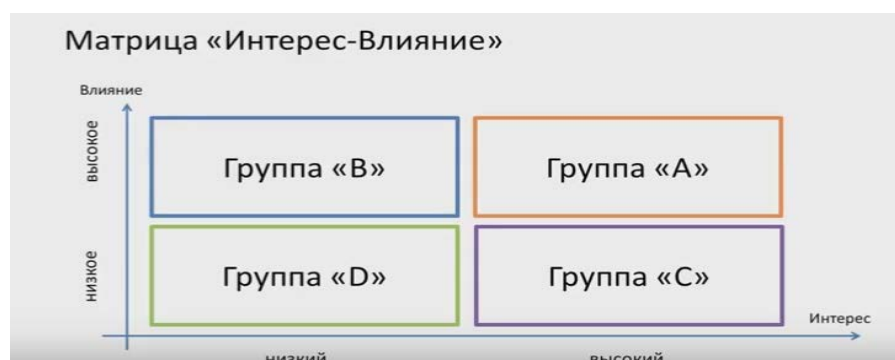 Матрица «Интерес-Влияние»
Влияние
высокое
Группа «B»
Группа «A»
низкое
Группа «D»
Группа «C»
Интерес
низкий
высокий